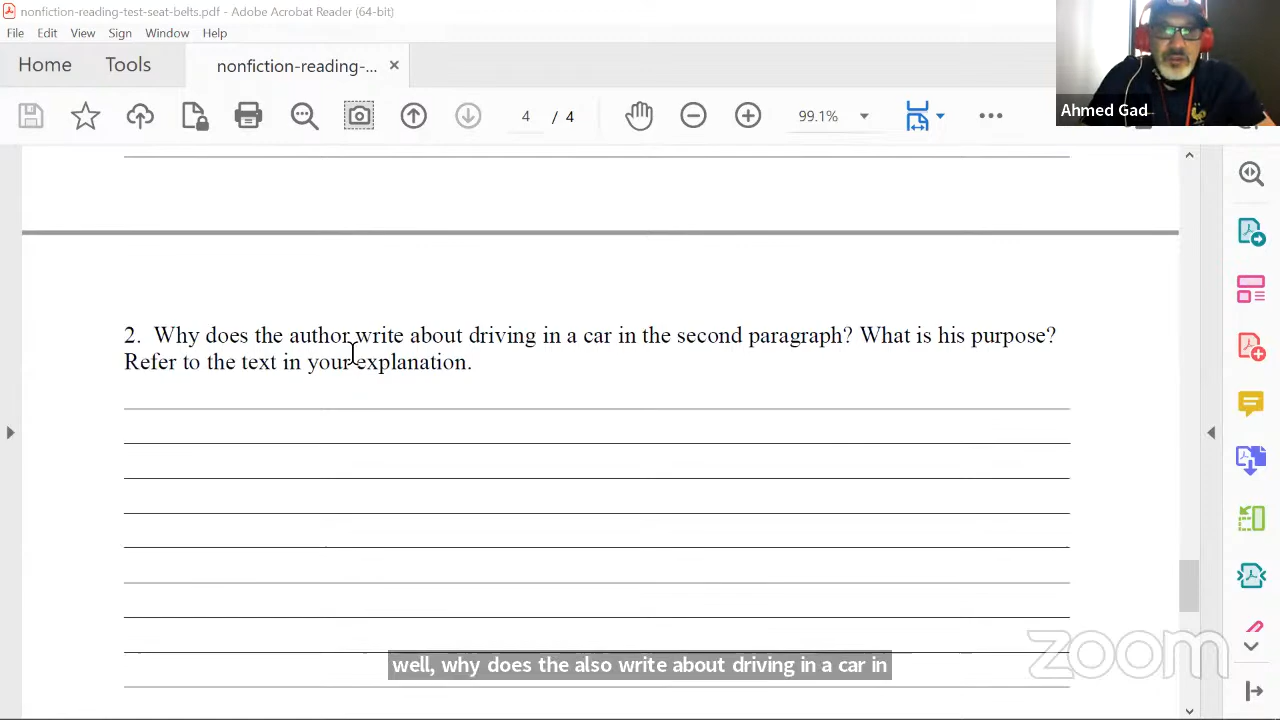 nonfiction-reading-test-seat-belts.pdf - Adobe Acrobat Reader (64-bit)
File Edit View Sign Window Help
Home Tools nonfiction-reading-... ×
4 / 4 99.1%
Ahmed Gad
2. Why does the author write about driving in a car in the second paragraph? What is his purpose?
Refer to the text in your explanation.
zoom
well, why does the also write about driving in a car in